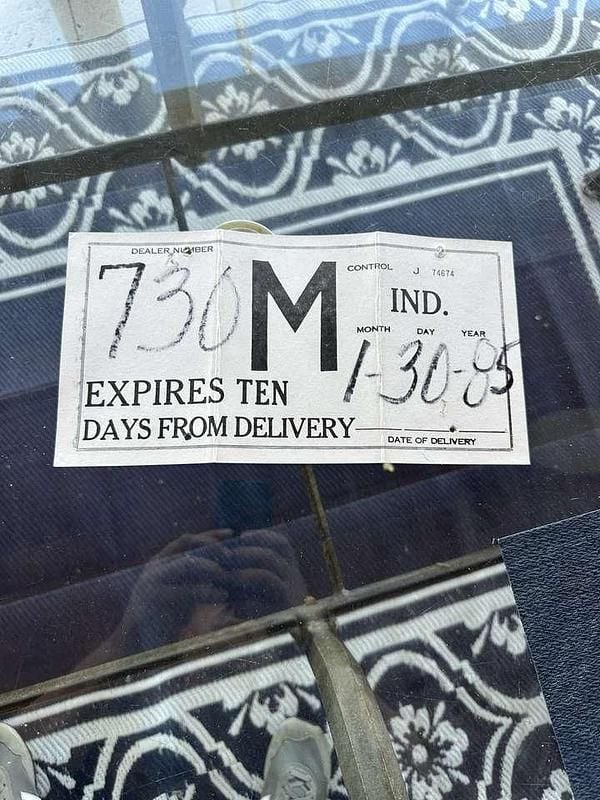 DEALER NUMBER
730 M
CONTROL J 74674
IND.
MONTH DAY YEAR
1-30-85
EXPIRES TEN
DAYS FROM DELIVERY
DATE OF DELIVERY